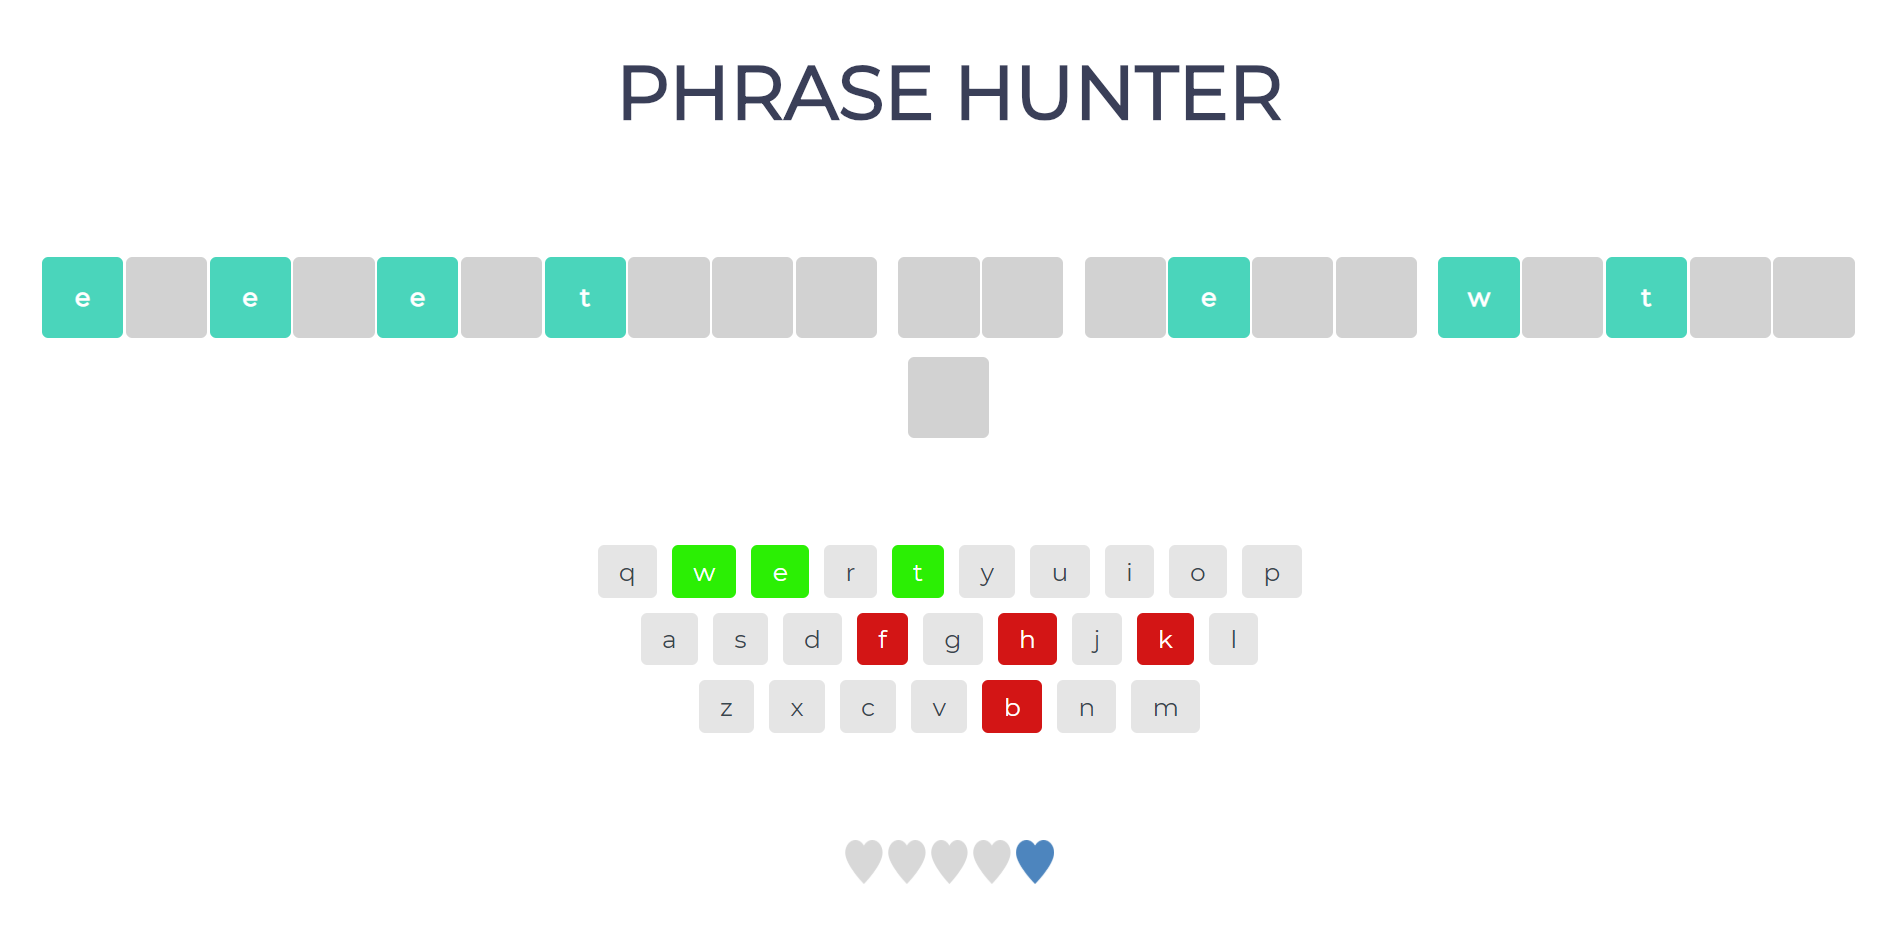 PHRASE HUNTER
e e e t e w t
q w e r t y u i o p
a s d f g h j k l
z x c v b n m